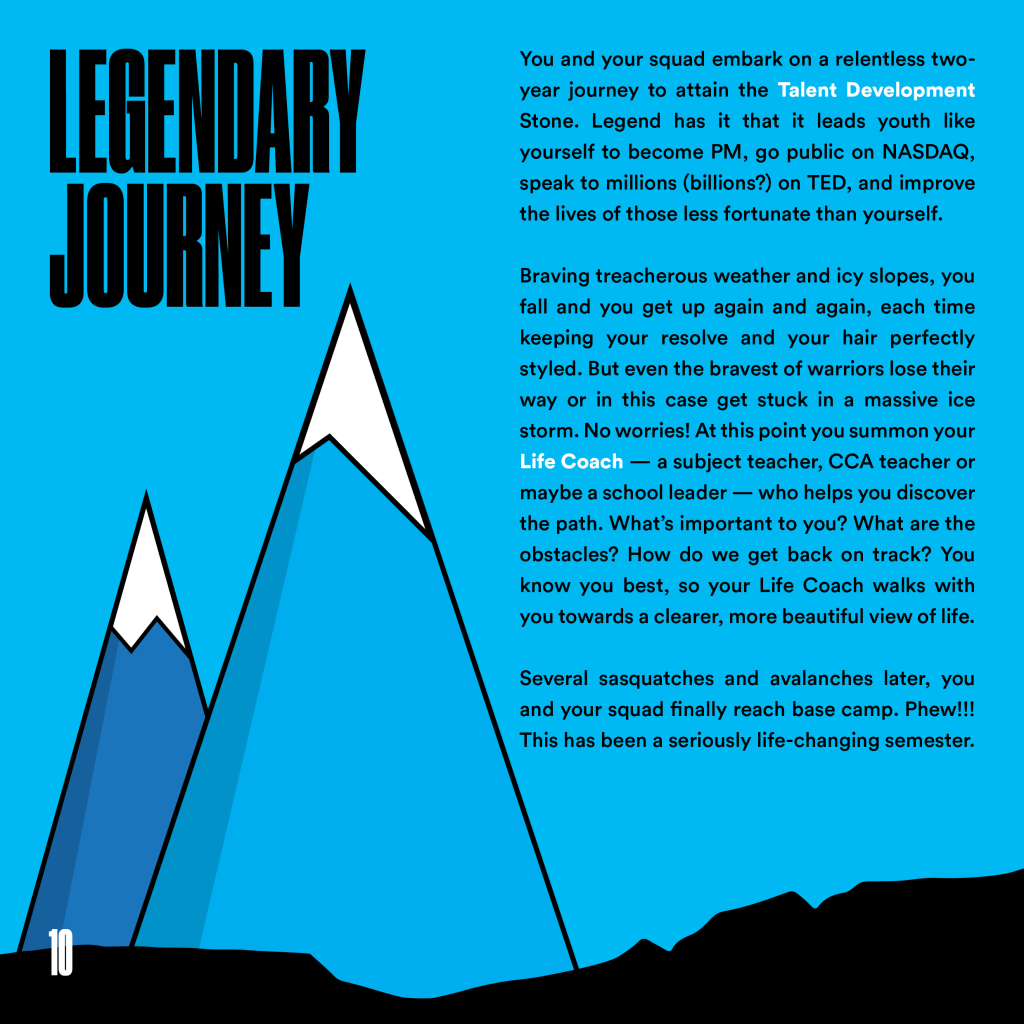 LEGENDARY
JOURNEY
You and your squad embark on a relentless two-
year journey to attain the Talent Development
Stone. Legend has it that it leads youth like
yourself to become PM, go public on NASDAQ,
speak to millions (billions?) on TED, and improve
the lives of those less fortunate than yourself.
Braving treacherous weather and icy slopes, you
fall and you get up again and again, each time
keeping your resolve and your hair perfectly
styled. But even the bravest of warriors lose their
way or in this case get stuck in a massive ice
storm. No worries! At this point you summon your
Life Coach — a subject teacher, CCA teacher or
maybe a school leader — who helps you discover
the path. What's important to you? What are the
obstacles? How do we get back on track? You
know you best, so your Life Coach walks with
you towards a clearer, more beautiful view of life.
Several sasquatches and avalanches later, you
and your squad finally reach base camp. Phew!!!
This has been a seriously life-changing semester.
10